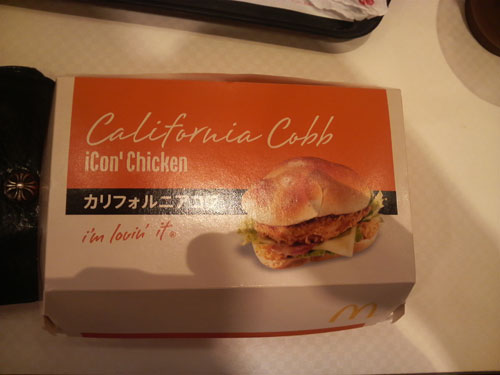 California Cobb
iCon' Chicken
カリフォルニアコブ
i'm lovin' it®